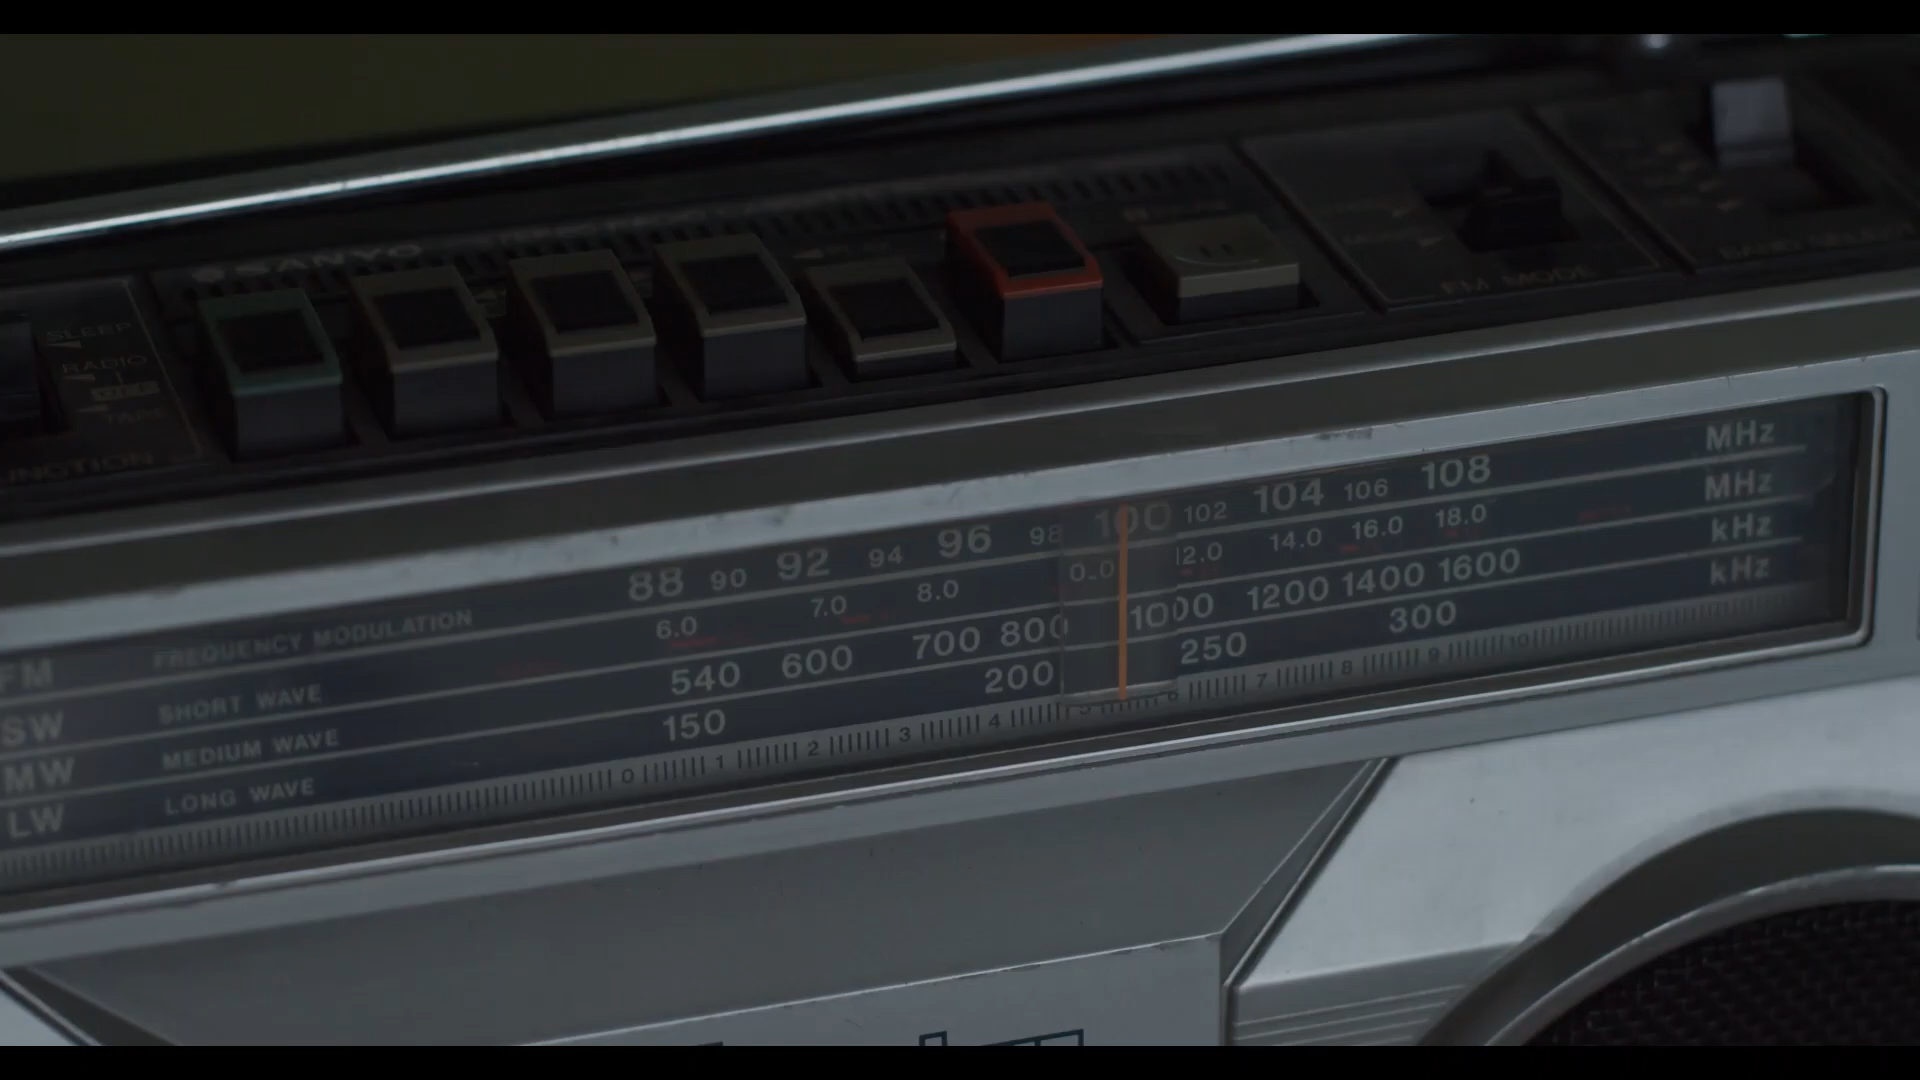 SANYO
SLEEP
RADIO
TAPE
FM MODE
FM FREQUENCY MODULATION 88 90 92 94 96 98 100 102 104 106 108 MHz
SW SHORT WAVE 6.0 7.0 8.0 0.0 12.0 14.0 16.0 18.0 MHz
MW MEDIUM WAVE 540 600 700 800 1000 1200 1400 1600 kHz
LW LONG WAVE 150 200 250 300 kHz
0 1 2 3 4 5 6 7 8 9 10